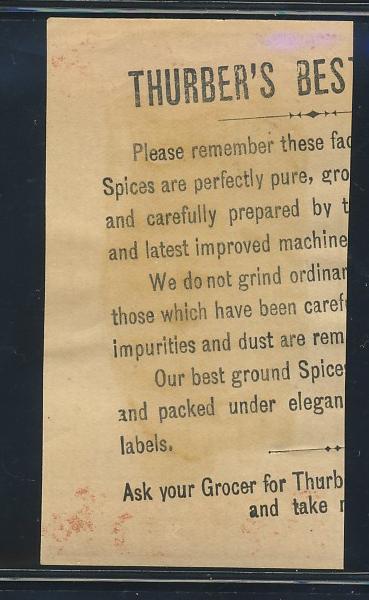 THURBER'S BEST
Please remember these fac
Spices are perfectly pure, gro
and carefully prepared by t
and latest improved machine
We do not grind ordinar
those which have been caref
impurities and dust are rem
Our best ground Spices
and packed under elegan
labels.
Ask your Grocer for Thurb
and take n